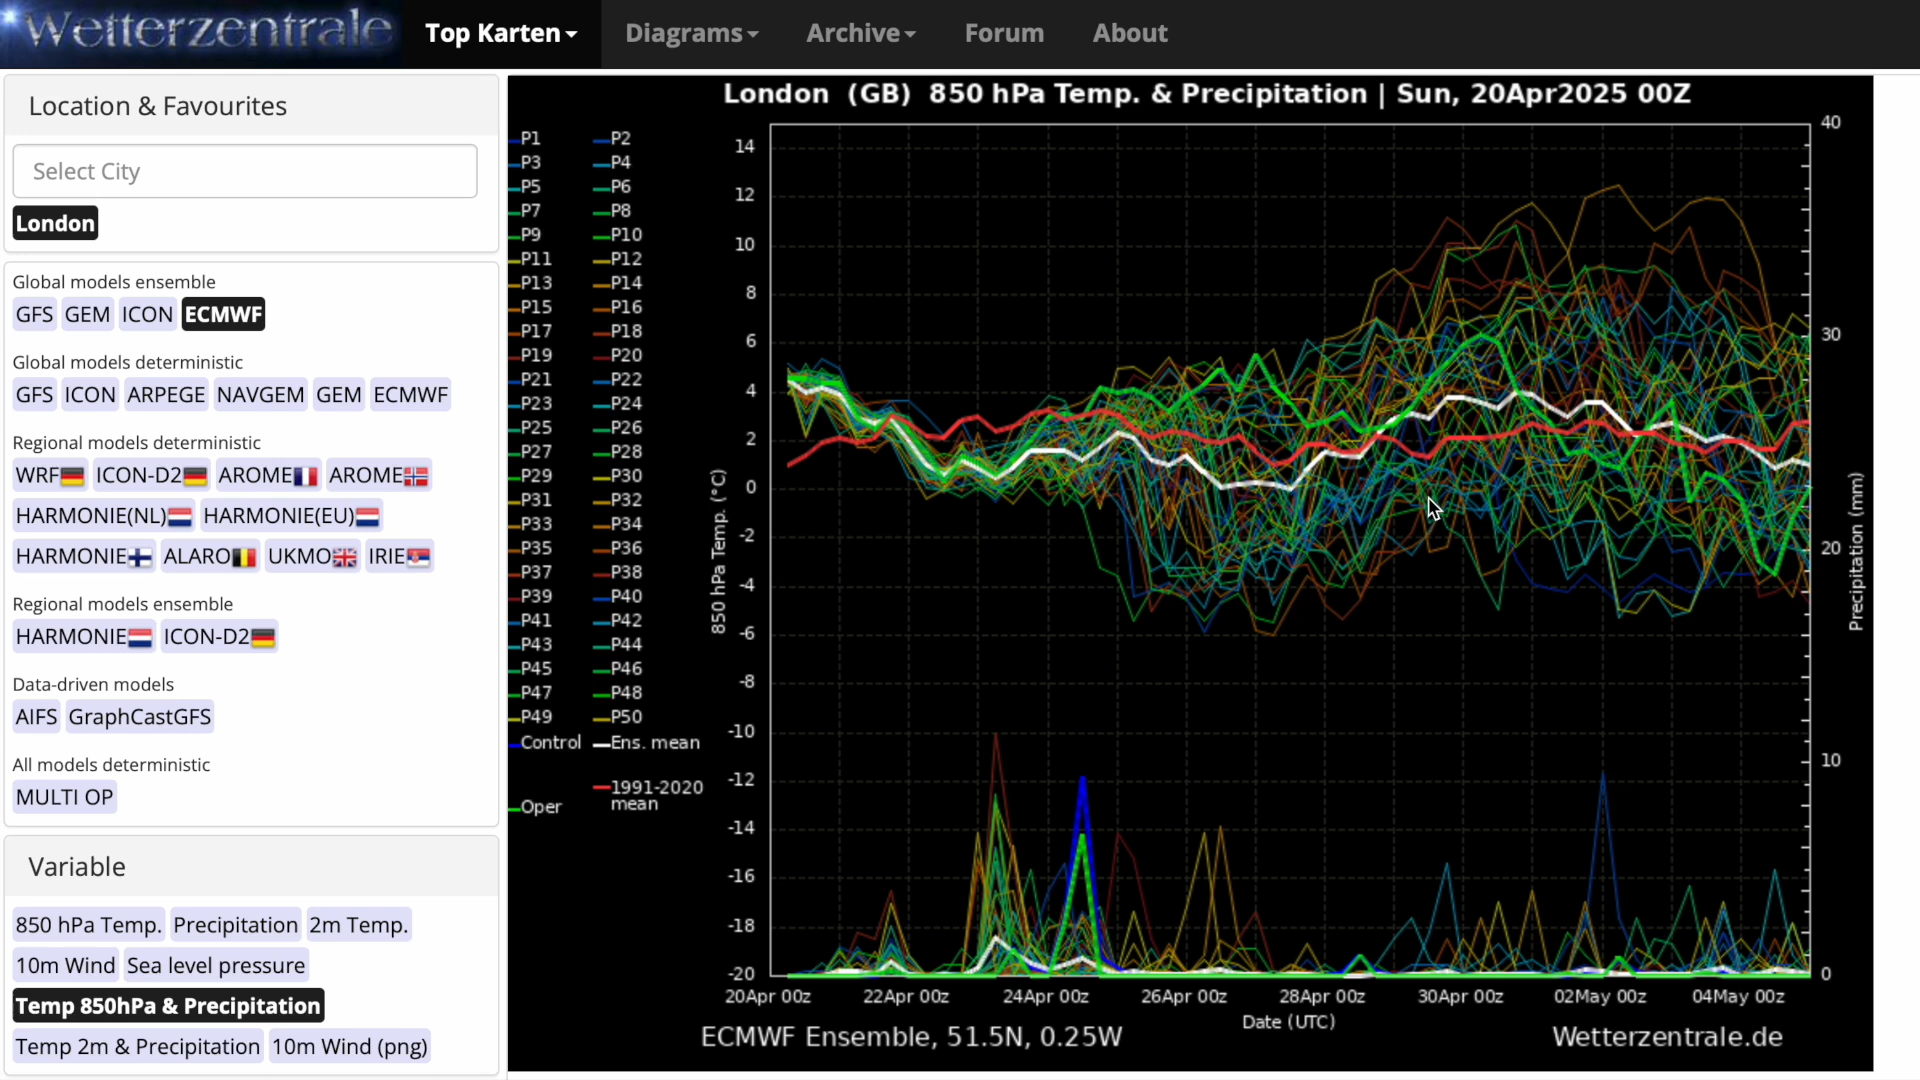 Wetterzentrale
Top Karten Diagrams Archive Forum About
Location & Favourites
Select City
London
Global models ensemble
GFS GEM ICON ECMWF
Global models deterministic
GFS ICON ARPEGE NAVGEM GEM ECMWF
Regional models deterministic
WRF ICON-D2 AROME AROME
HARMONIE(NL) HARMONIE(EU)
HARMONIE ALARO UKMO IRIE
Regional models ensemble
HARMONIE ICON-D2
Data-driven models
AIFS GraphCastGFS
All models deterministic
MULTI OP
Variable
850 hPa Temp. Precipitation 2m Temp.
10m Wind Sea level pressure
Temp 850hPa & Precipitation
Temp 2m & Precipitation 10m Wind (png)
London (GB) 850 hPa Temp. & Precipitation | Sun, 20Apr2025 00Z
P1 P2
P3 P4
P5 P6
P7 P8
P9 P10
P11 P12
P13 P14
P15 P16
P17 P18
P19 P20
P21 P22
P23 P24
P25 P26
P27 P28
P29 P30
P31 P32
P33 P34
P35 P36
P37 P38
P39 P40
P41 P42
P43 P44
P45 P46
P47 P48
P49 P50
Control Ens. mean
1991-2020
mean
Oper
850 hPa Temp. (°C)
14
12
10
8
6
4
2
0
-2
-4
-6
-8
-10
-12
-14
-16
-18
-20
40
30
20
10
0
Precipitation (mm)
20Apr 00z 22Apr 00z 24Apr 00z 26Apr 00z 28Apr 00z 30Apr 00z 02May 00z 04May 00z
Date (UTC)
ECMWF Ensemble, 51.5N, 0.25W
Wetterzentrale.de